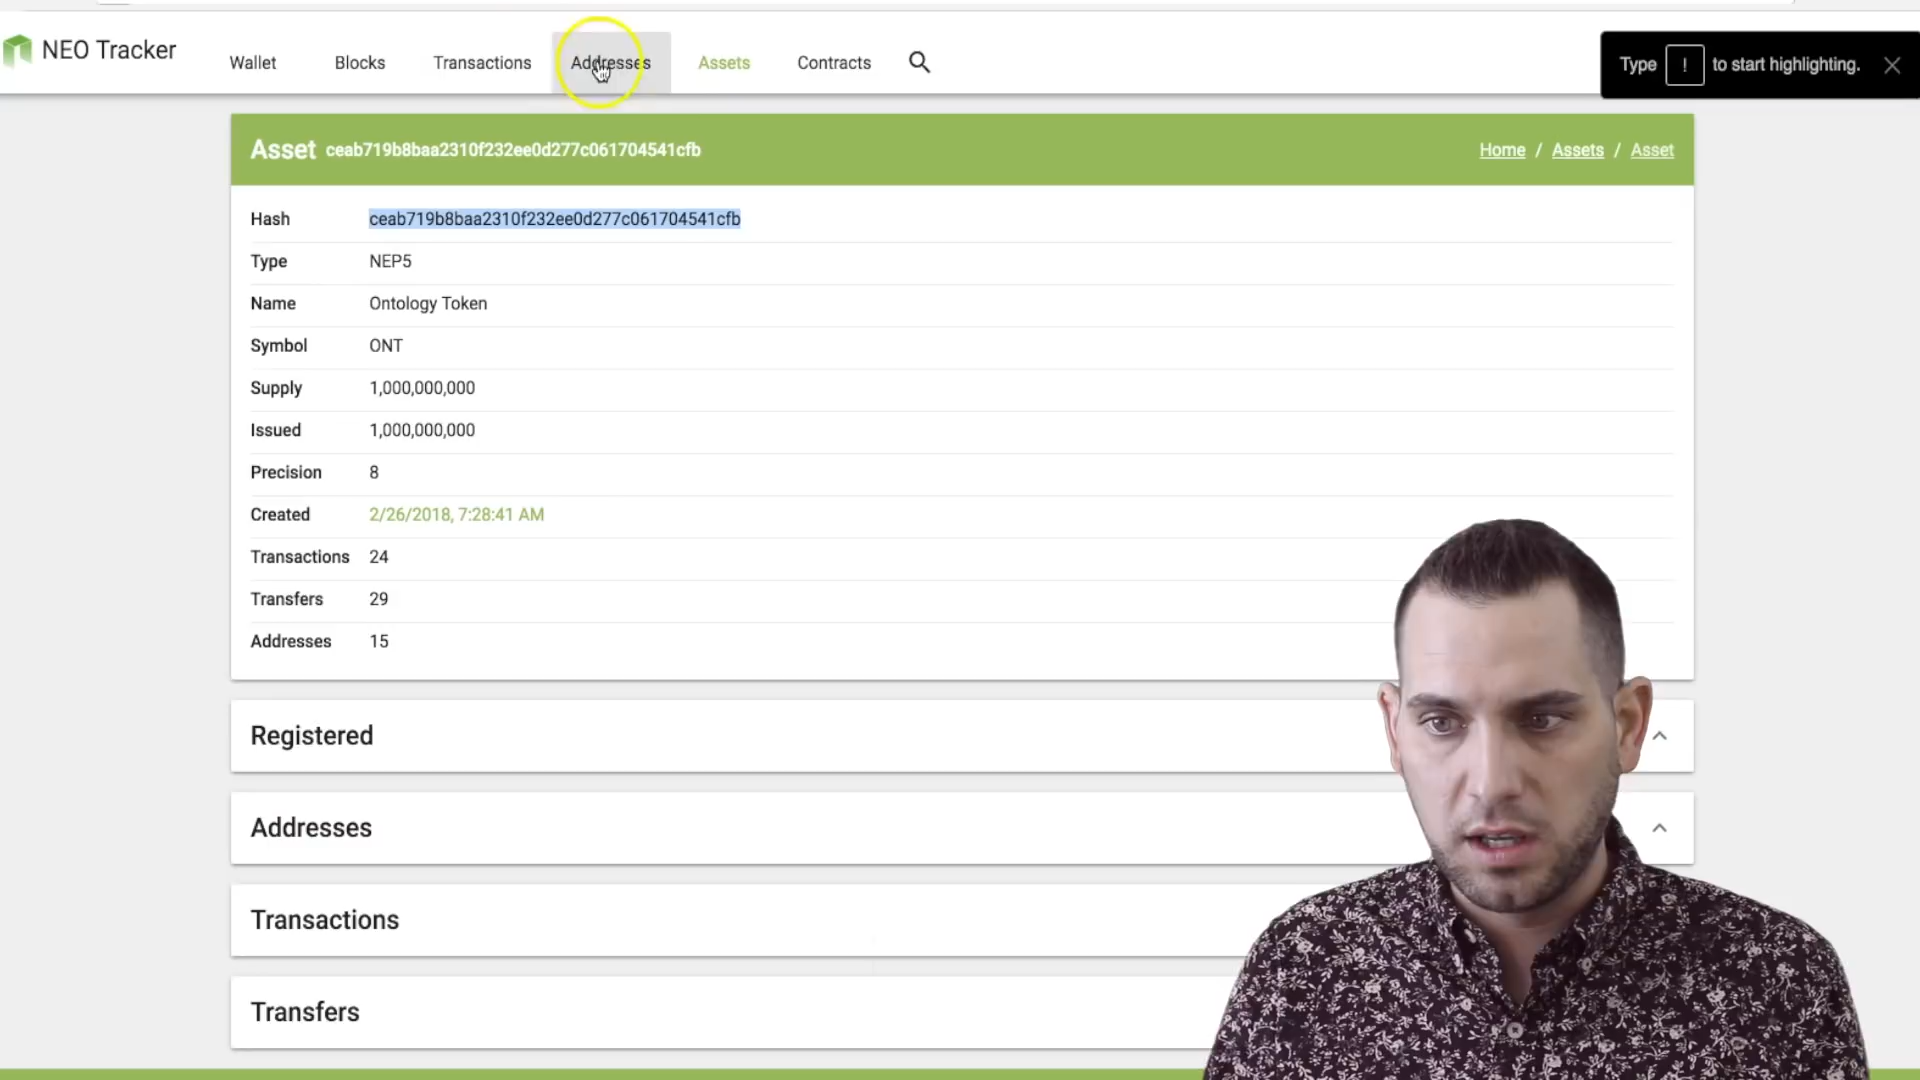 NEO Tracker
Wallet Blocks Transactions Addresses Assets Contracts
Type ! to start highlighting.
Asset ceab719b8baa2310f232ee0d277c061704541cfb
Home / Assets / Asset
Hash ceab719b8baa2310f232ee0d277c061704541cfb
Type NEP5
Name Ontology Token
Symbol ONT
Supply 1,000,000,000
Issued 1,000,000,000
Precision 8
Created 2/26/2018, 7:28:41 AM
Transactions 24
Transfers 29
Addresses 15
Registered
Addresses
Transactions
Transfers